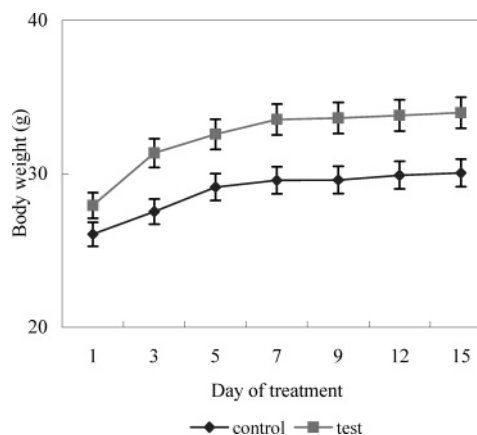 40
30
20
Body weight (g)
1 3 5 7 9 12 15
Day of treatment
control test